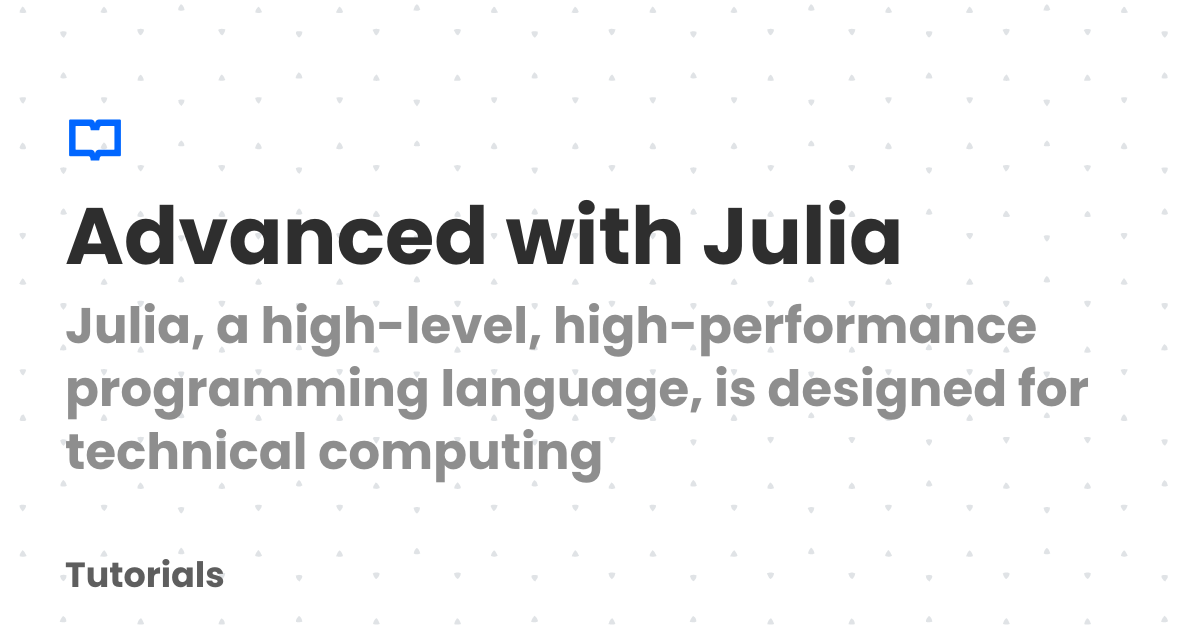 Advanced with Julia
Julia, a high-level, high-performance
programming language, is designed for
technical computing
Tutorials